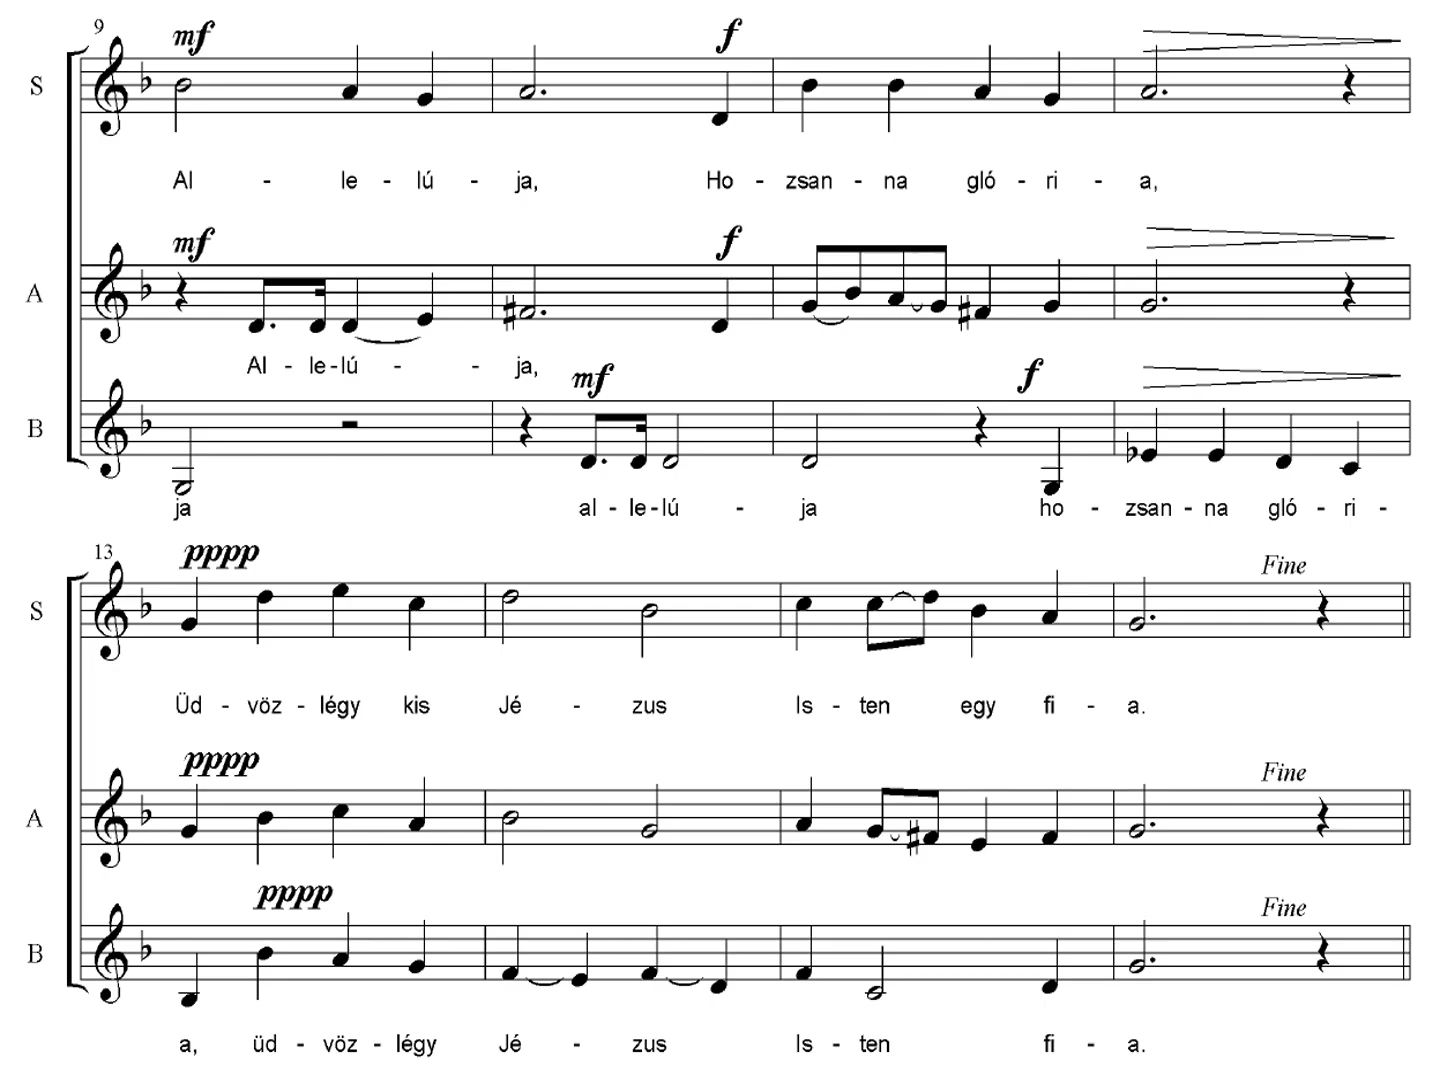 9
mf f
S
Al - le - lú - ja, Ho - zsan - na gló - ri - a,
mf f
A
Al - le - lú - - ja,
mf f
B
ja al - le - lú - ja ho - zsan - na gló - ri -
13
pppp Fine
S
Üd - vöz - légy kis Jé - zus Is - ten egy fi - a.
pppp Fine
A
pppp Fine
B
a, üd - vöz - légy Jé - zus Is - ten fi - a.